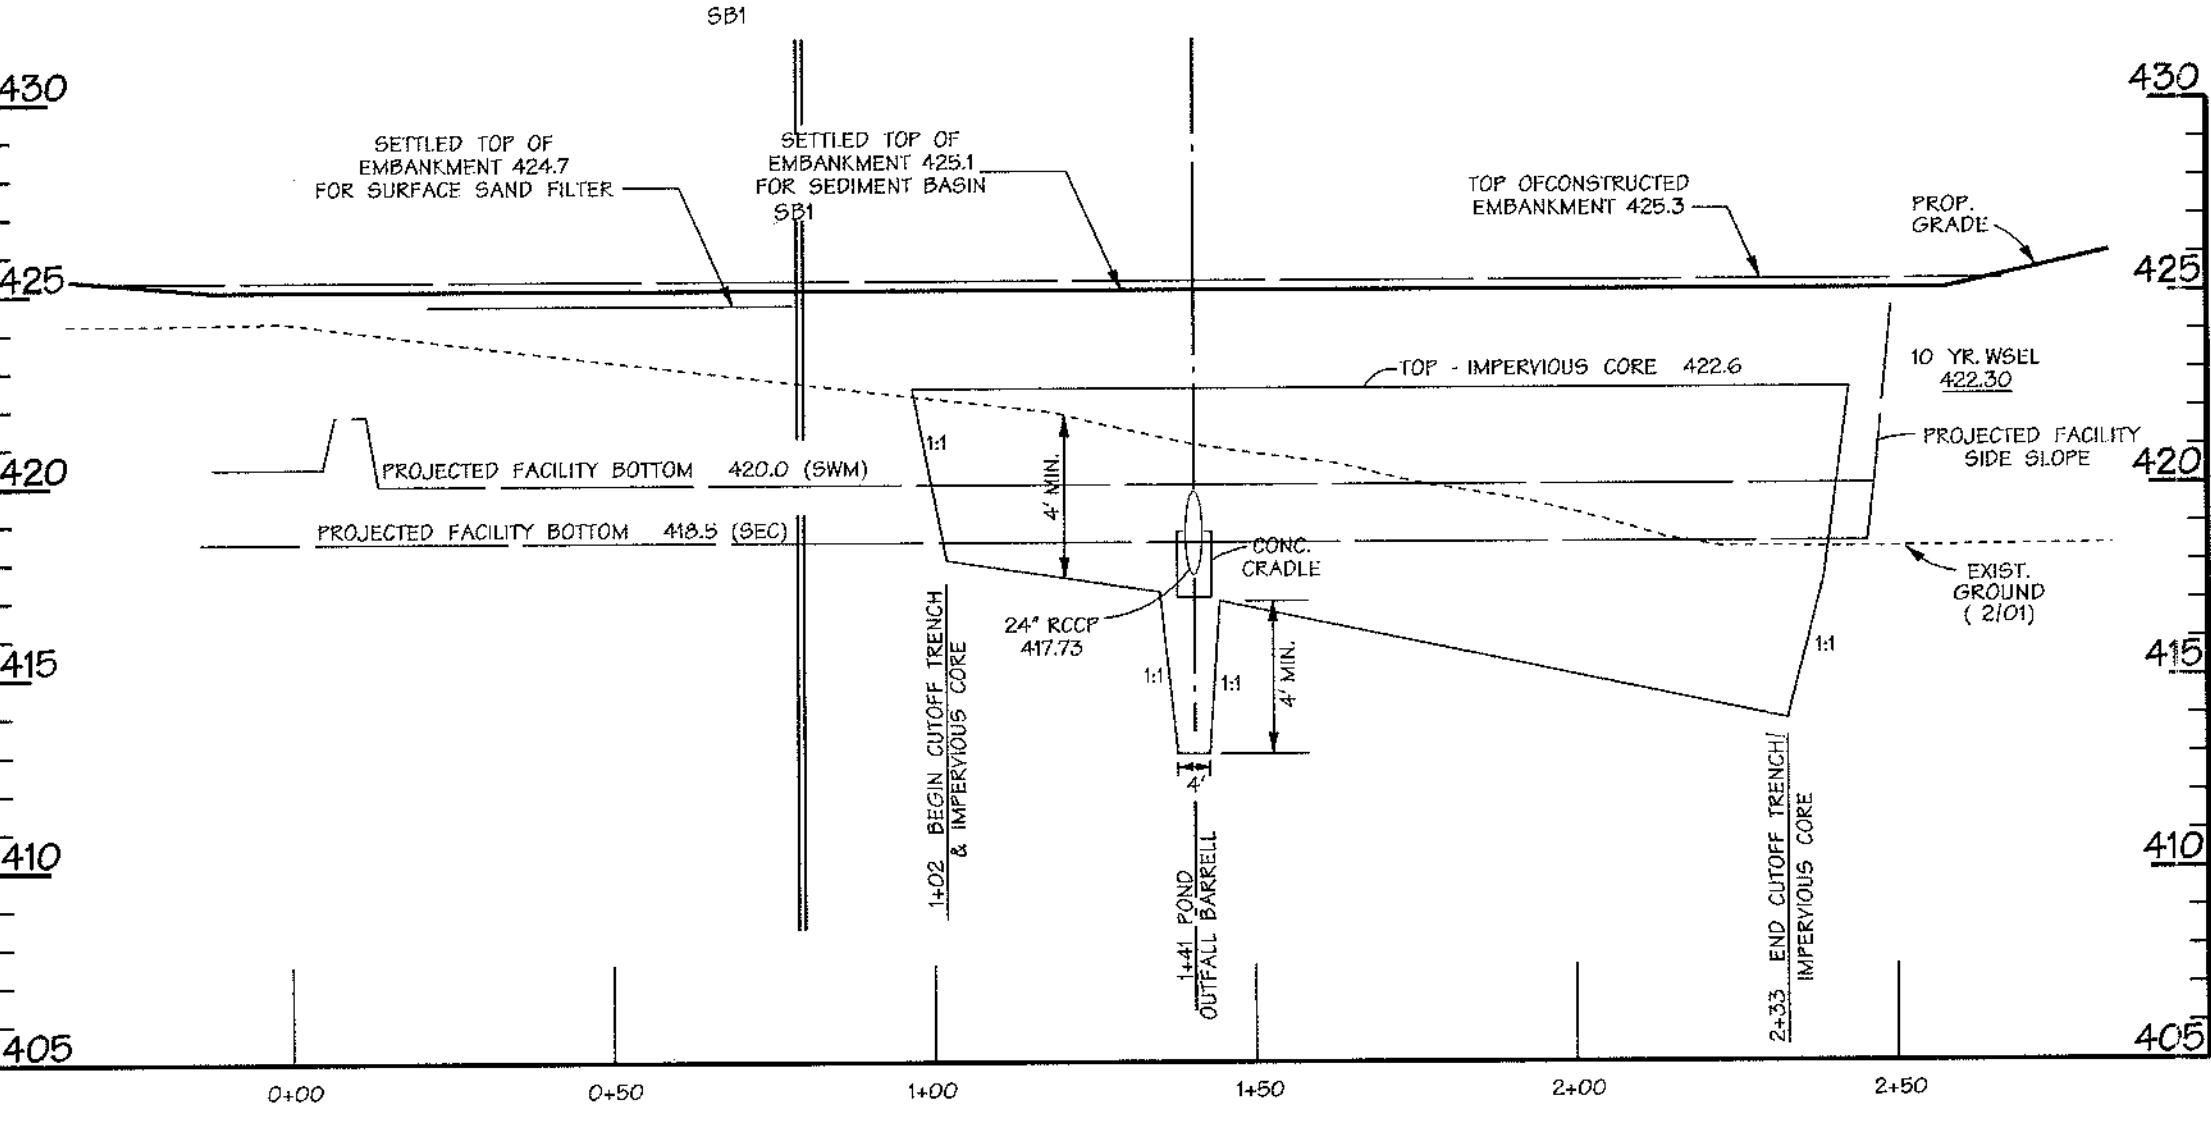 SB1
430
430
SETTLED TOP OF
EMBANKMENT 424.7
FOR SURFACE SAND FILTER
SETTLED TOP OF
EMBANKMENT 425.1
FOR SEDIMENT BASIN
SB1
TOP OFCONSTRUCTED
EMBANKMENT 425.3
PROP.
GRADE
425
425
TOP - IMPERVIOUS CORE 422.6
10 YR. WSEL
422.30
1:1
PROJECTED FACILITY
SIDE SLOPE
420
420
PROJECTED FACILITY BOTTOM 420.0 (SWM)
4' MIN.
PROJECTED FACILITY BOTTOM 418.5 (SEC)
CONC.
CRADLE
EXIST.
GROUND
( 2/01)
24" RCCP
417.73
415
415
1:1
1:1
1:1
4' MIN.
4'
1+02 BEGIN CUTOFF TRENCH
& IMPERVIOUS CORE
1+41 POND
OUTFALL BARRELL
2+33 END CUTOFF TRENCH/
IMPERVIOUS CORE
410
410
405
405
0+00
0+50
1+00
1+50
2+00
2+50